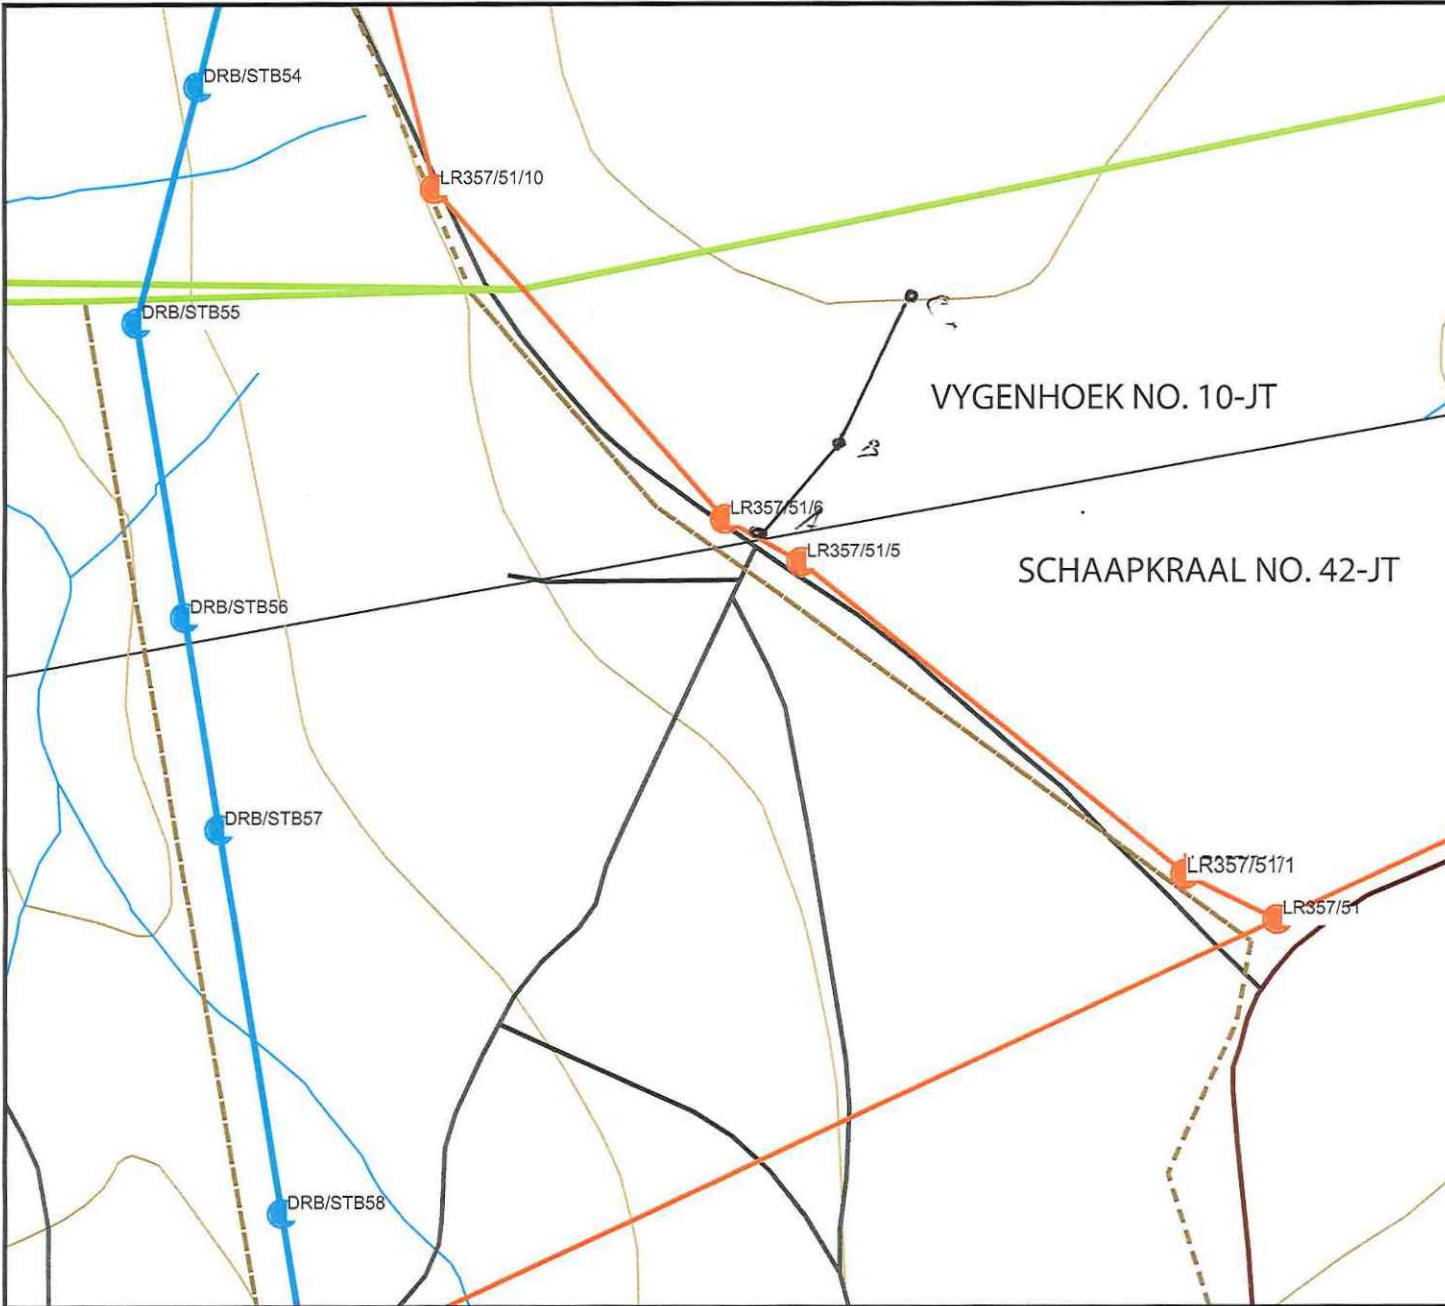 DRB/STB54
LR357/51/10
DRB/STB55
C
VYGENHOEK NO. 10-JT
B
LR357/51/6
A
LR357/51/5
SCHAAPKRAAL NO. 42-JT
DRB/STB56
DRB/STB57
LR357/51/1
LR357/51
DRB/STB58